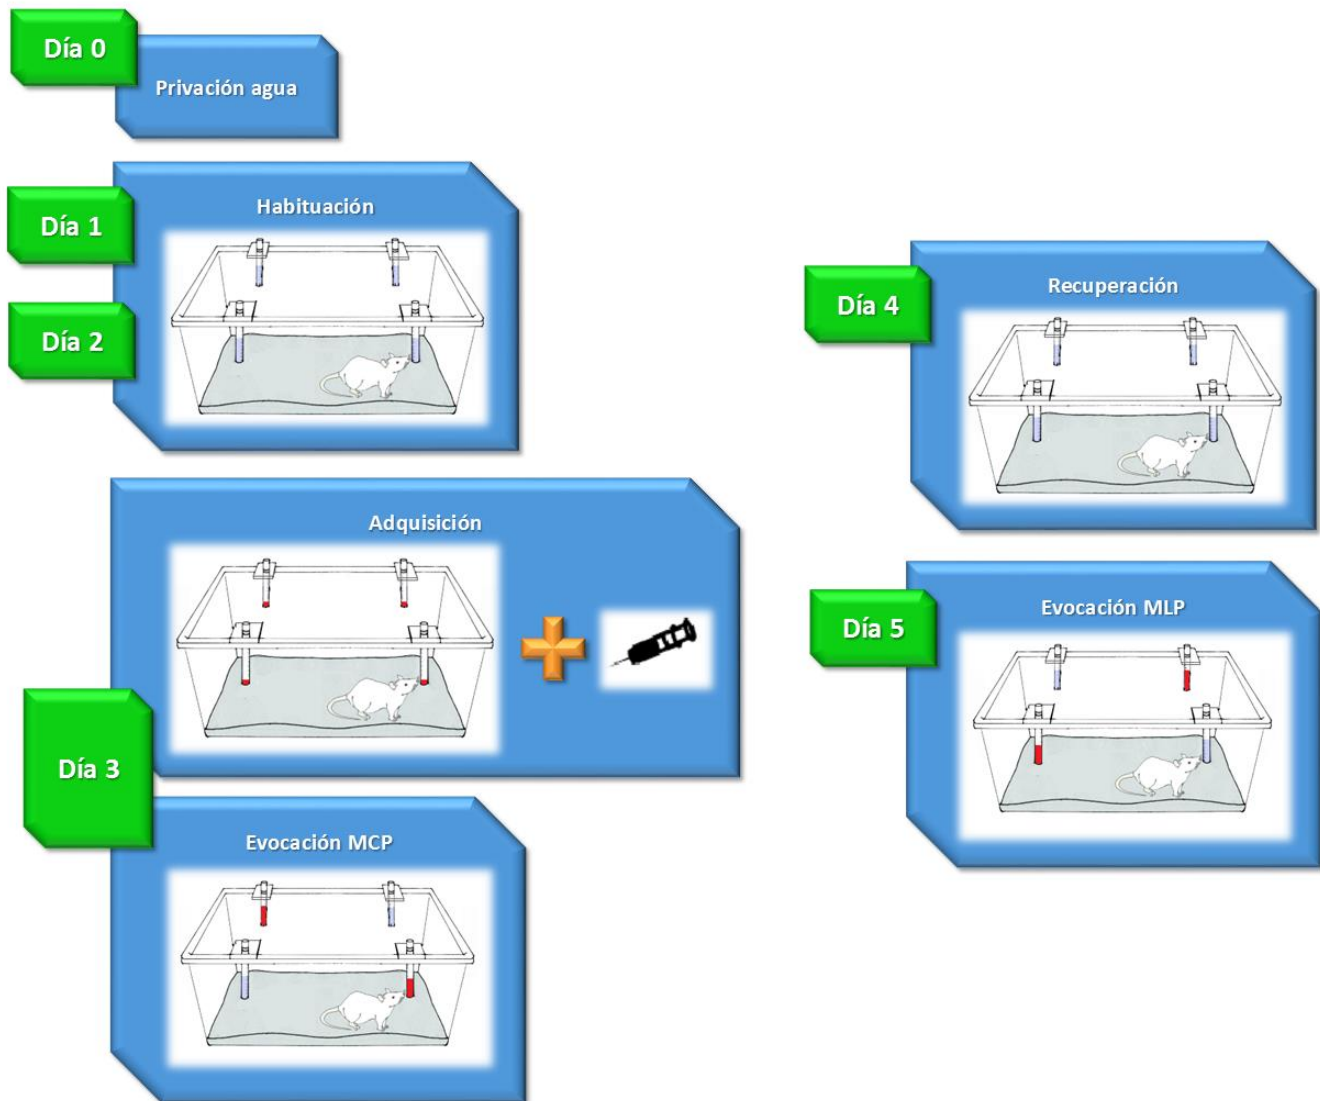 Día 0
Privación agua
Día 1
Día 2
Habituación
Día 3
Adquisición
Evocación MCP
Día 4
Recuperación
Día 5
Evocación MLP